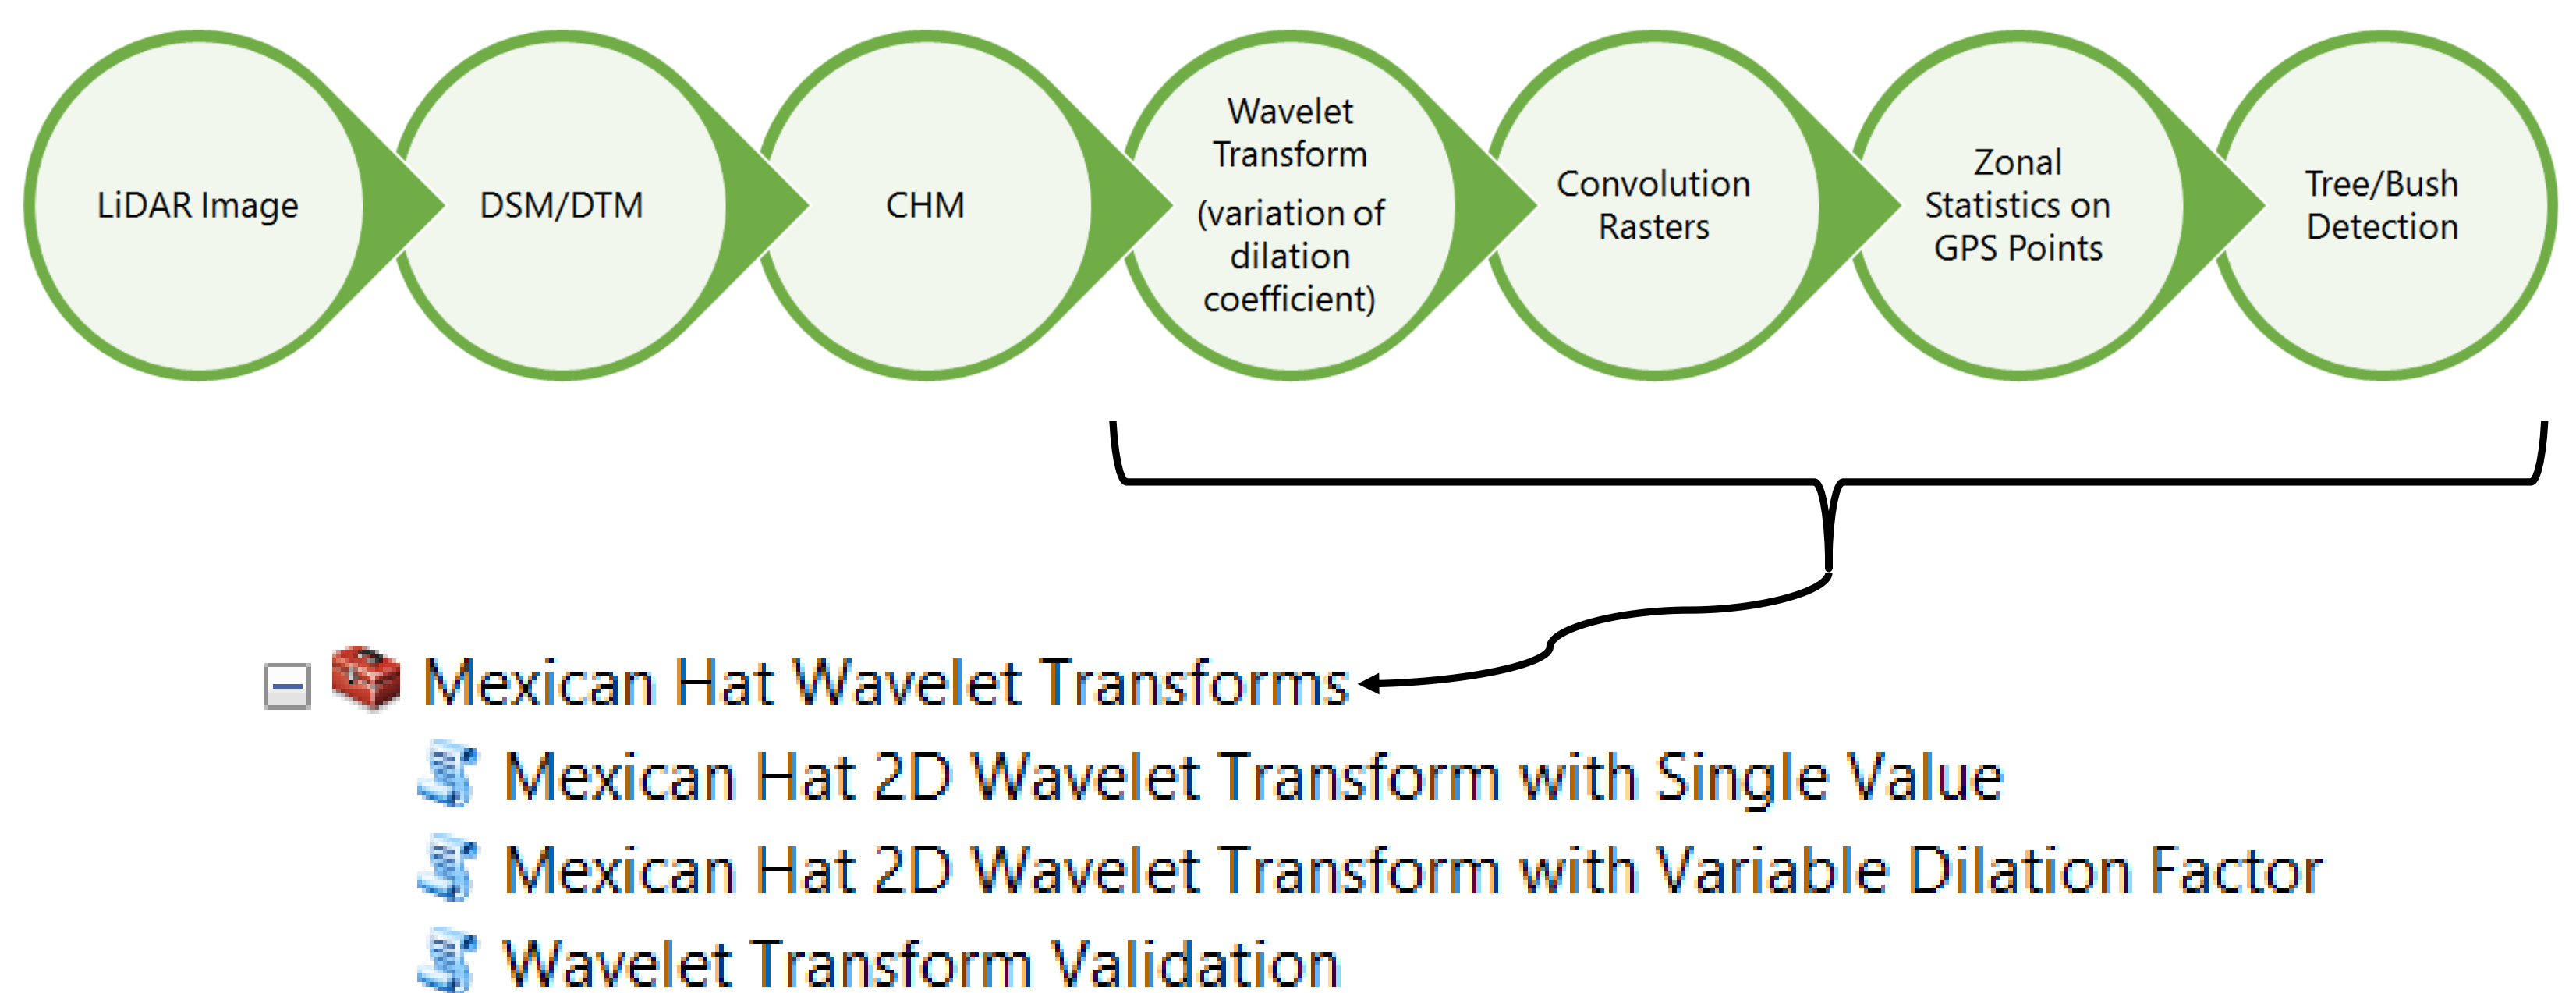 LiDAR Image
DSM/DTM
CHM
Wavelet
Transform
(variation of
dilation
coefficient)
Convolution
Rasters
Zonal
Statistics on
GPS Points
Tree/Bush
Detection
Mexican Hat Wavelet Transforms
Mexican Hat 2D Wavelet Transform with Single Value
Mexican Hat 2D Wavelet Transform with Variable Dilation Factor
Wavelet Transform Validation